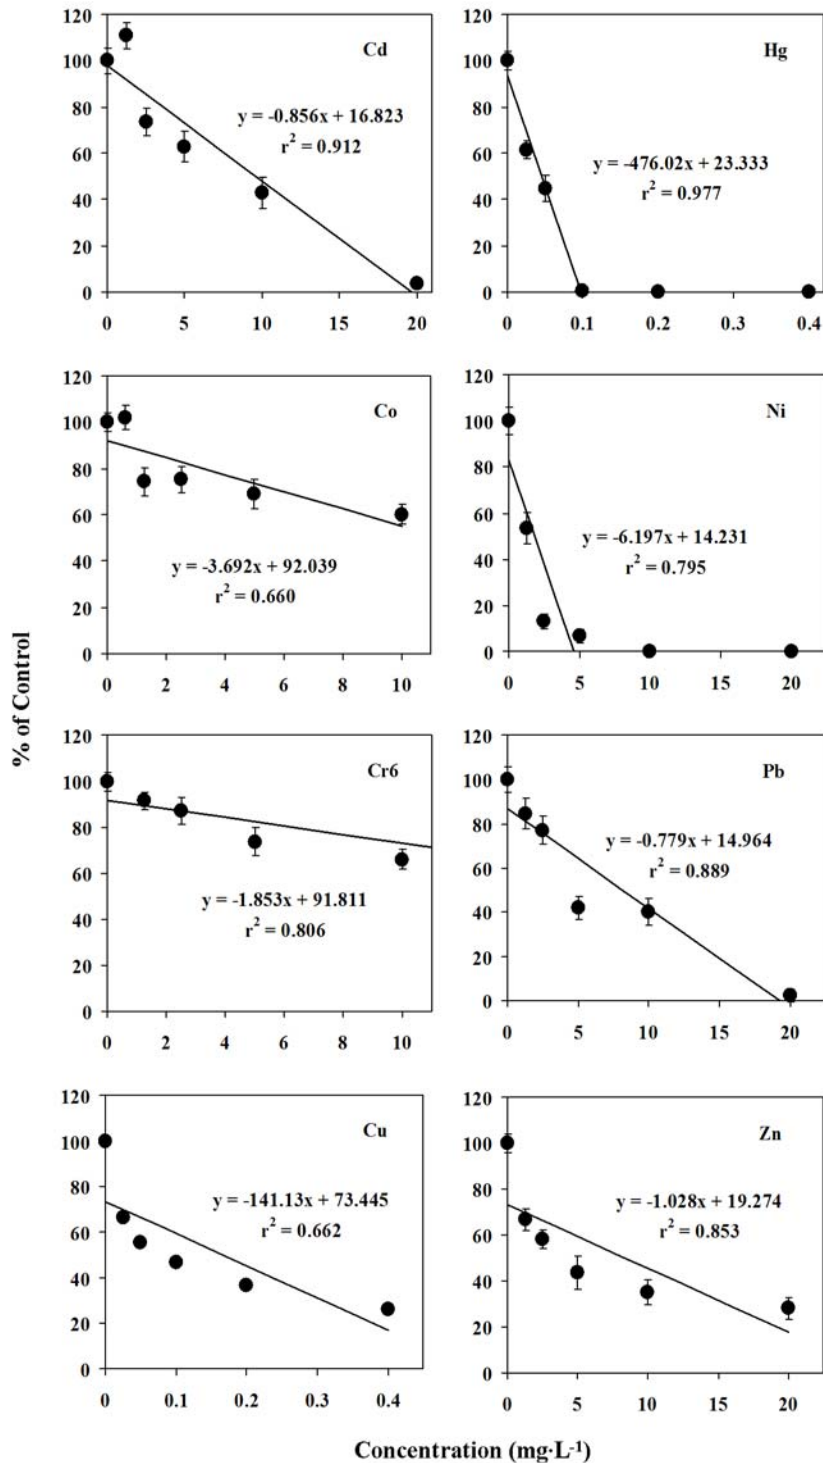 120
100
80
60
40
20
0
Cd
y = -0.856x + 16.823
r² = 0.912
0 5 10 15 20
120
100
80
60
40
20
0
Hg
y = -476.02x + 23.333
r² = 0.977
0 0.1 0.2 0.3 0.4
120
100
80
60
40
20
0
Co
y = -3.692x + 92.039
r² = 0.660
0 2 4 6 8 10
120
100
80
60
40
20
0
Ni
y = -6.197x + 14.231
r² = 0.795
0 5 10 15 20
% of Control
120
100
80
60
40
20
0
Cr6
y = -1.853x + 91.811
r² = 0.806
0 2 4 6 8 10
120
100
80
60
40
20
0
Pb
y = -0.779x + 14.964
r² = 0.889
0 5 10 15 20
120
100
80
60
40
20
0
Cu
y = -141.13x + 73.445
r² = 0.662
0 0.1 0.2 0.3 0.4
120
100
80
60
40
20
0
Zn
y = -1.028x + 19.274
r² = 0.853
0 5 10 15 20
Concentration (mg·L⁻¹)